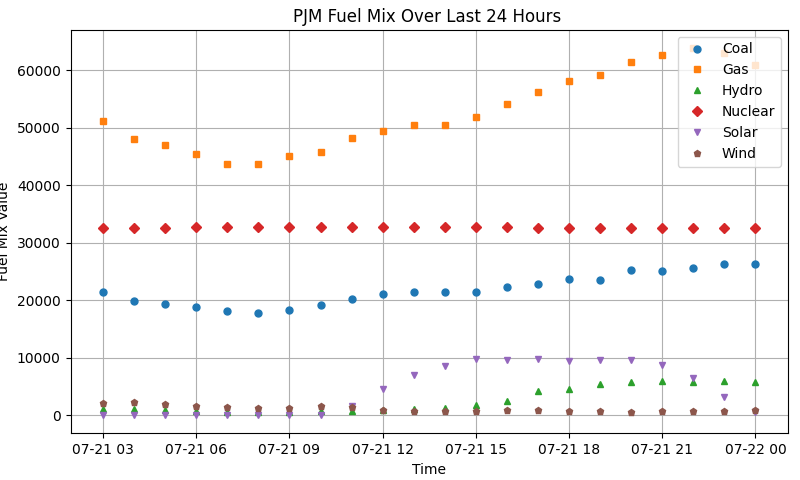 PJM Fuel Mix Over Last 24 Hours
Coal
Gas
Hydro
Nuclear
Solar
Wind
60000
50000
40000
30000
20000
10000
0
Fuel Mix Value
07-21 03 07-21 06 07-21 09 07-21 12 07-21 15 07-21 18 07-21 21 07-22 00
Time